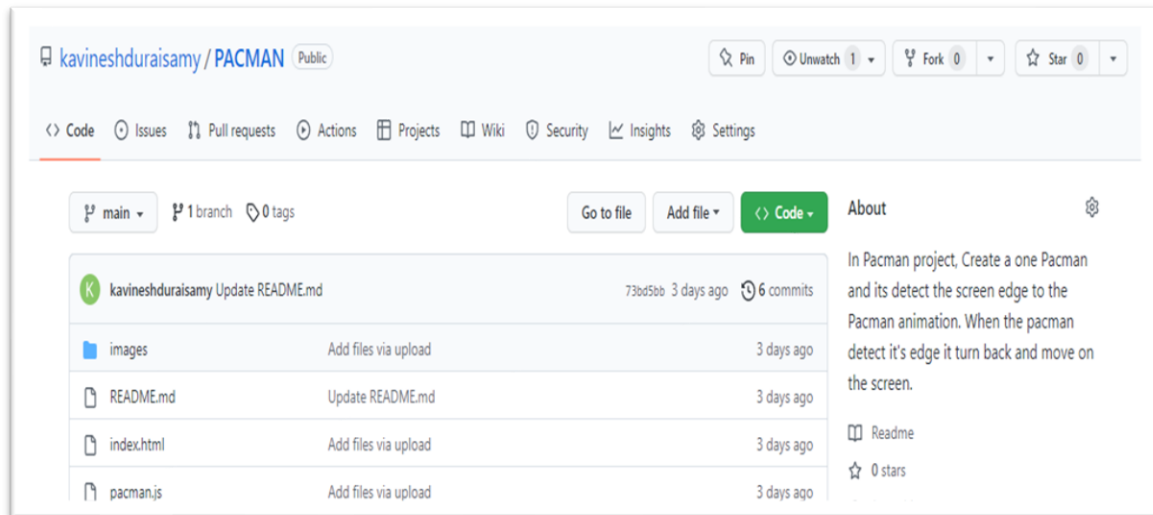 kavineshduraisamy / PACMAN Public
Pin Unwatch 1 Fork 0 Star 0
Code Issues Pull requests Actions Projects Wiki Security Insights Settings
main 1 branch 0 tags Go to file Add file Code
K kavineshduraisamy Update README.md 73bd5bb 3 days ago 6 commits
images Add files via upload 3 days ago
README.md Update README.md 3 days ago
index.html Add files via upload 3 days ago
pacman.js Add files via upload 3 days ago
About
In Pacman project, Create a one Pacman
and its detect the screen edge to the
Pacman animation. When the pacman
detect it's edge it turn back and move on
the screen.
Readme
0 stars